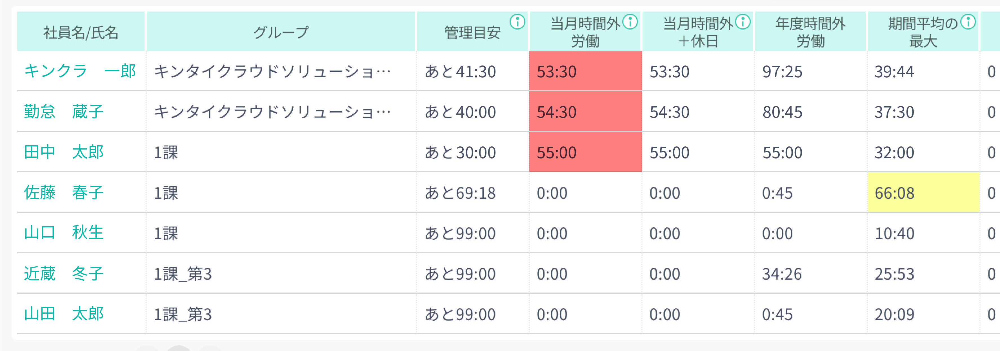 社員名/氏名 グループ 管理目安 当月時間外労働 当月時間外＋休日 年度時間外労働 期間平均の最大
キンクラ　一郎 キンタイクラウドソリューショ… あと41:30 53:30 53:30 97:25 39:44 0
勤怠　蔵子 キンタイクラウドソリューショ… あと40:00 54:30 54:30 80:45 37:30 0
田中　太郎 1課 あと30:00 55:00 55:00 55:00 32:00 0
佐藤　春子 1課 あと69:18 0:00 0:00 0:45 66:08 0
山口　秋生 1課 あと99:00 0:00 0:00 0:00 10:40 0
近蔵　冬子 1課_第3 あと99:00 0:00 0:00 34:26 25:53 0
山田　太郎 1課_第3 あと99:00 0:00 0:00 0:45 20:09 0